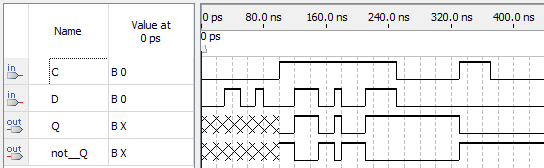 Name
Value at
0 ps
0 ps 80.0 ns 160.0 ns 240.0 ns 320.0 ns 400.0 ns
0 ps
in C B 0
in D B 0
out Q B X
out not__Q B X